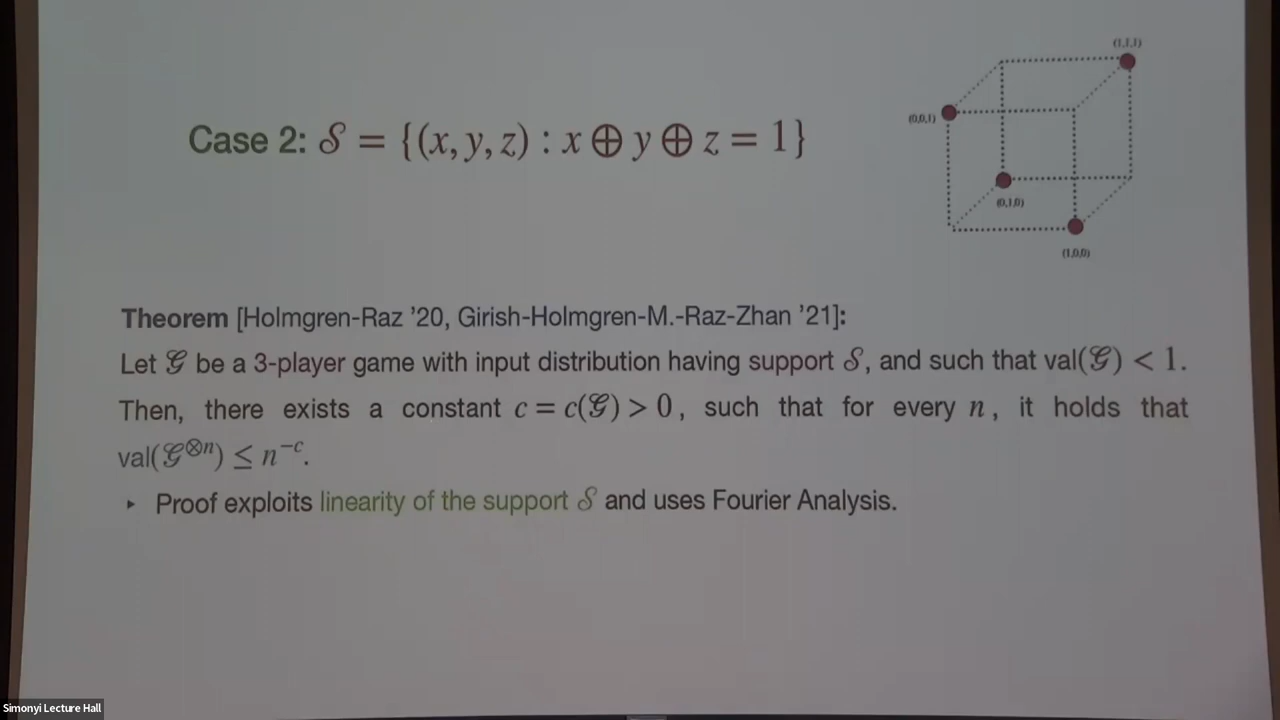 (1,1,1)
Case 2: 𝒮 = {(x, y, z) : x ⊕ y ⊕ z = 1}
(0,0,1)
(0,1,0)
(1,0,0)
Theorem [Holmgren-Raz ’20, Girish-Holmgren-M.-Raz-Zhan ’21]:
Let 𝒢 be a 3-player game with input distribution having support 𝒮, and such that val(𝒢) < 1.
Then, there exists a constant c = c(𝒢) > 0, such that for every n, it holds that
val(𝒢⊗ⁿ) ≤ n⁻ᶜ.
‣ Proof exploits linearity of the support 𝒮 and uses Fourier Analysis.
Simonyi Lecture Hall